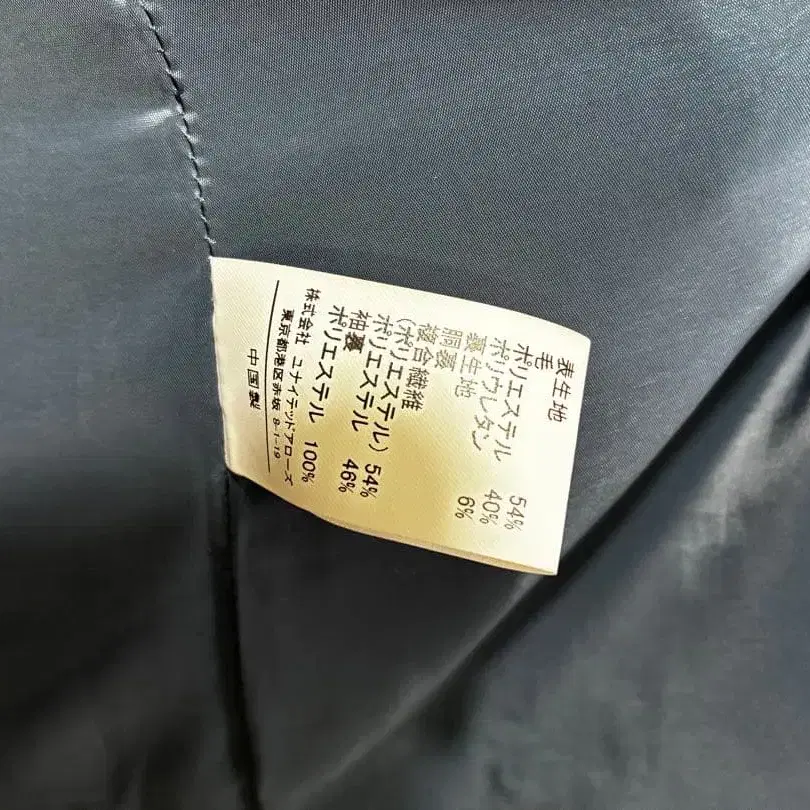 表生地
毛 54%
ポリエステル 40%
ポリウレタン 6%
裏生地
胴裏
複合繊維
(ポリエステル) 54%
ポリエステル 46%
袖裏
ポリエステル 100%
株式会社 ユナイテッドアローズ
東京都港区赤坂 8-1-19
中国製